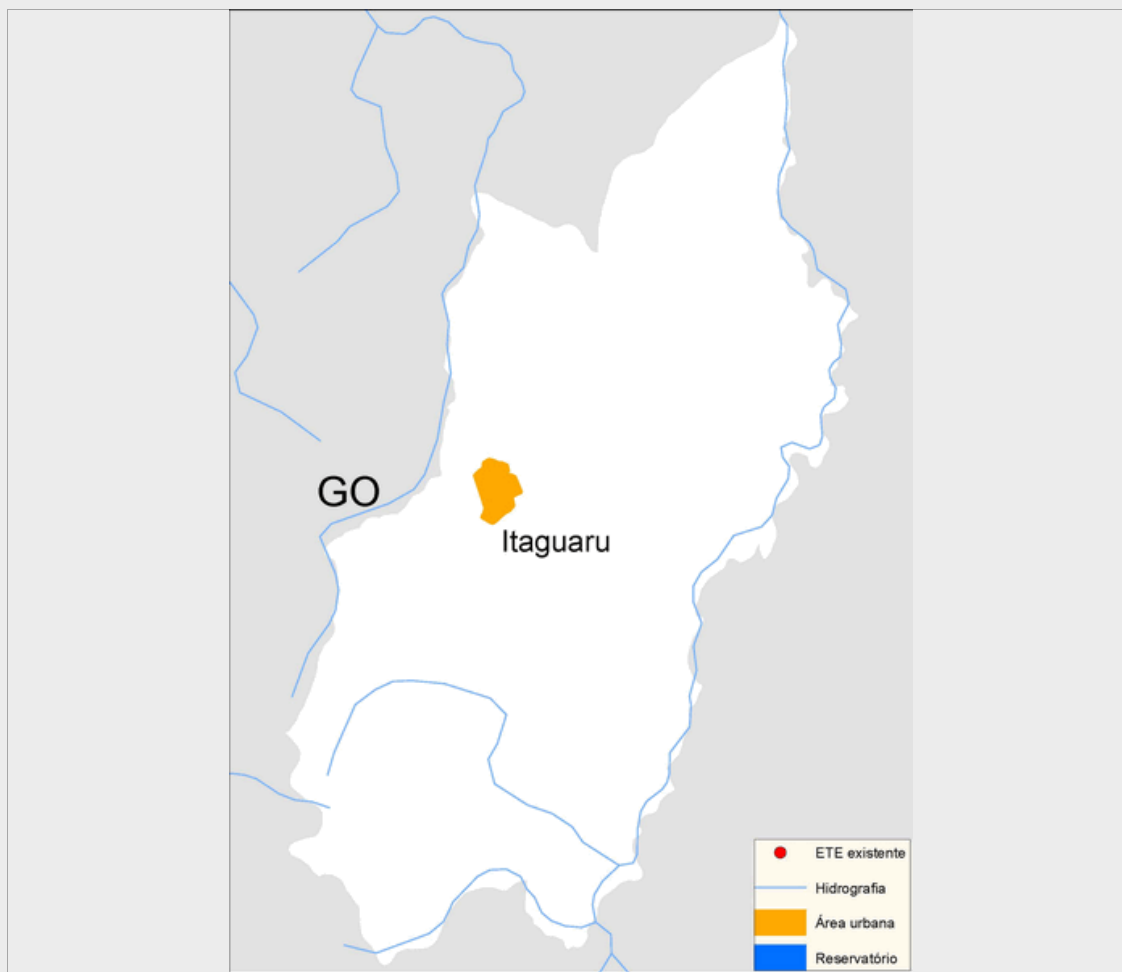 GO
Itaguaru
ETE existente
Hidrografia
Área urbana
Reservatório